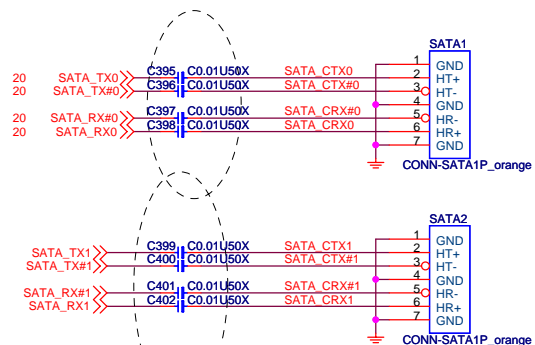 SATA1
1 GND
20 SATA_TX0 C395 C0.01U50X SATA_CTX0 2 HT+
20 SATA_TX#0 C396 C0.01U50X SATA_CTX#0 3 HT-
4 GND
20 SATA_RX#0 C397 C0.01U50X SATA_CRX#0 5 HR-
20 SATA_RX0 C398 C0.01U50X SATA_CRX0 6 HR+
7 GND
CONN-SATA1P_orange
SATA2
1 GND
SATA_TX1 C399 C0.01U50X SATA_CTX1 2 HT+
SATA_TX#1 C400 C0.01U50X SATA_CTX#1 3 HT-
4 GND
SATA_RX#1 C401 C0.01U50X SATA_CRX#1 5 HR-
SATA_RX1 C402 C0.01U50X SATA_CRX1 6 HR+
7 GND
CONN-SATA1P_orange